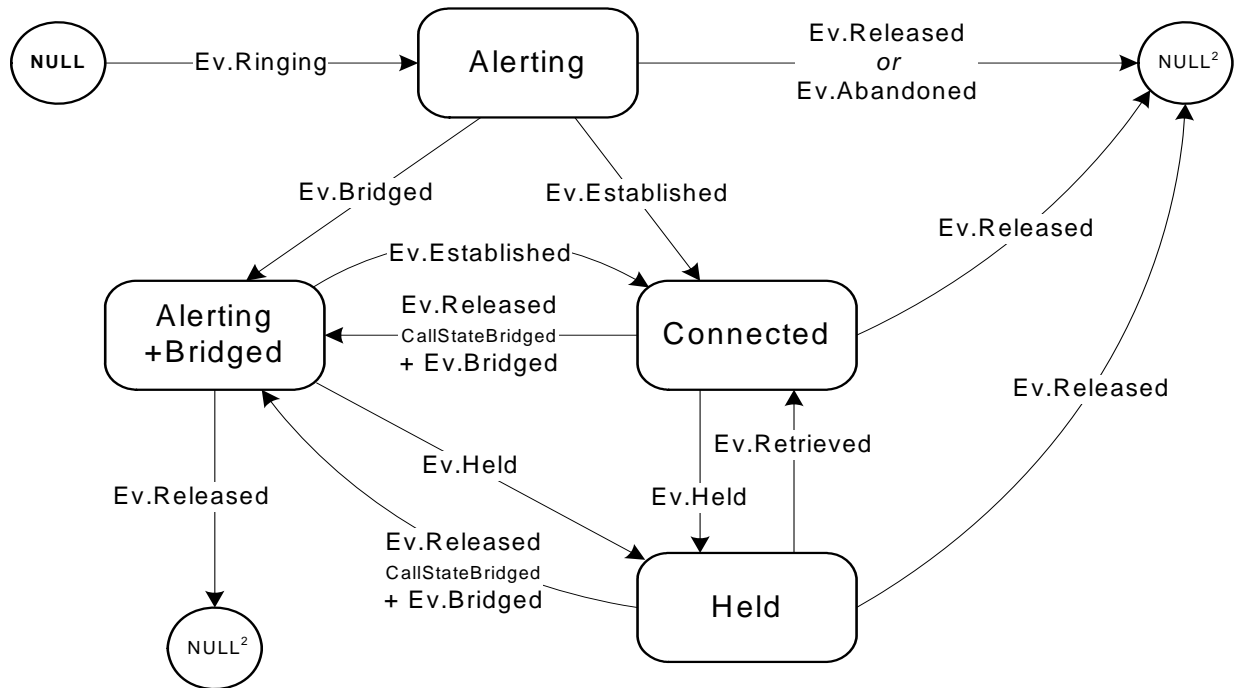 NULL
Ev.Ringing
Alerting
Ev.Released
or
Ev.Abandoned
NULL²
Ev.Bridged
Ev.Established
Ev.Released
Ev.Established
Alerting
+Bridged
Ev.Released
CallStateBridged
+ Ev.Bridged
Connected
Ev.Released
Ev.Held
Ev.Retrieved
Ev.Released
Ev.Held
Ev.Released
CallStateBridged
+ Ev.Bridged
Held
NULL²